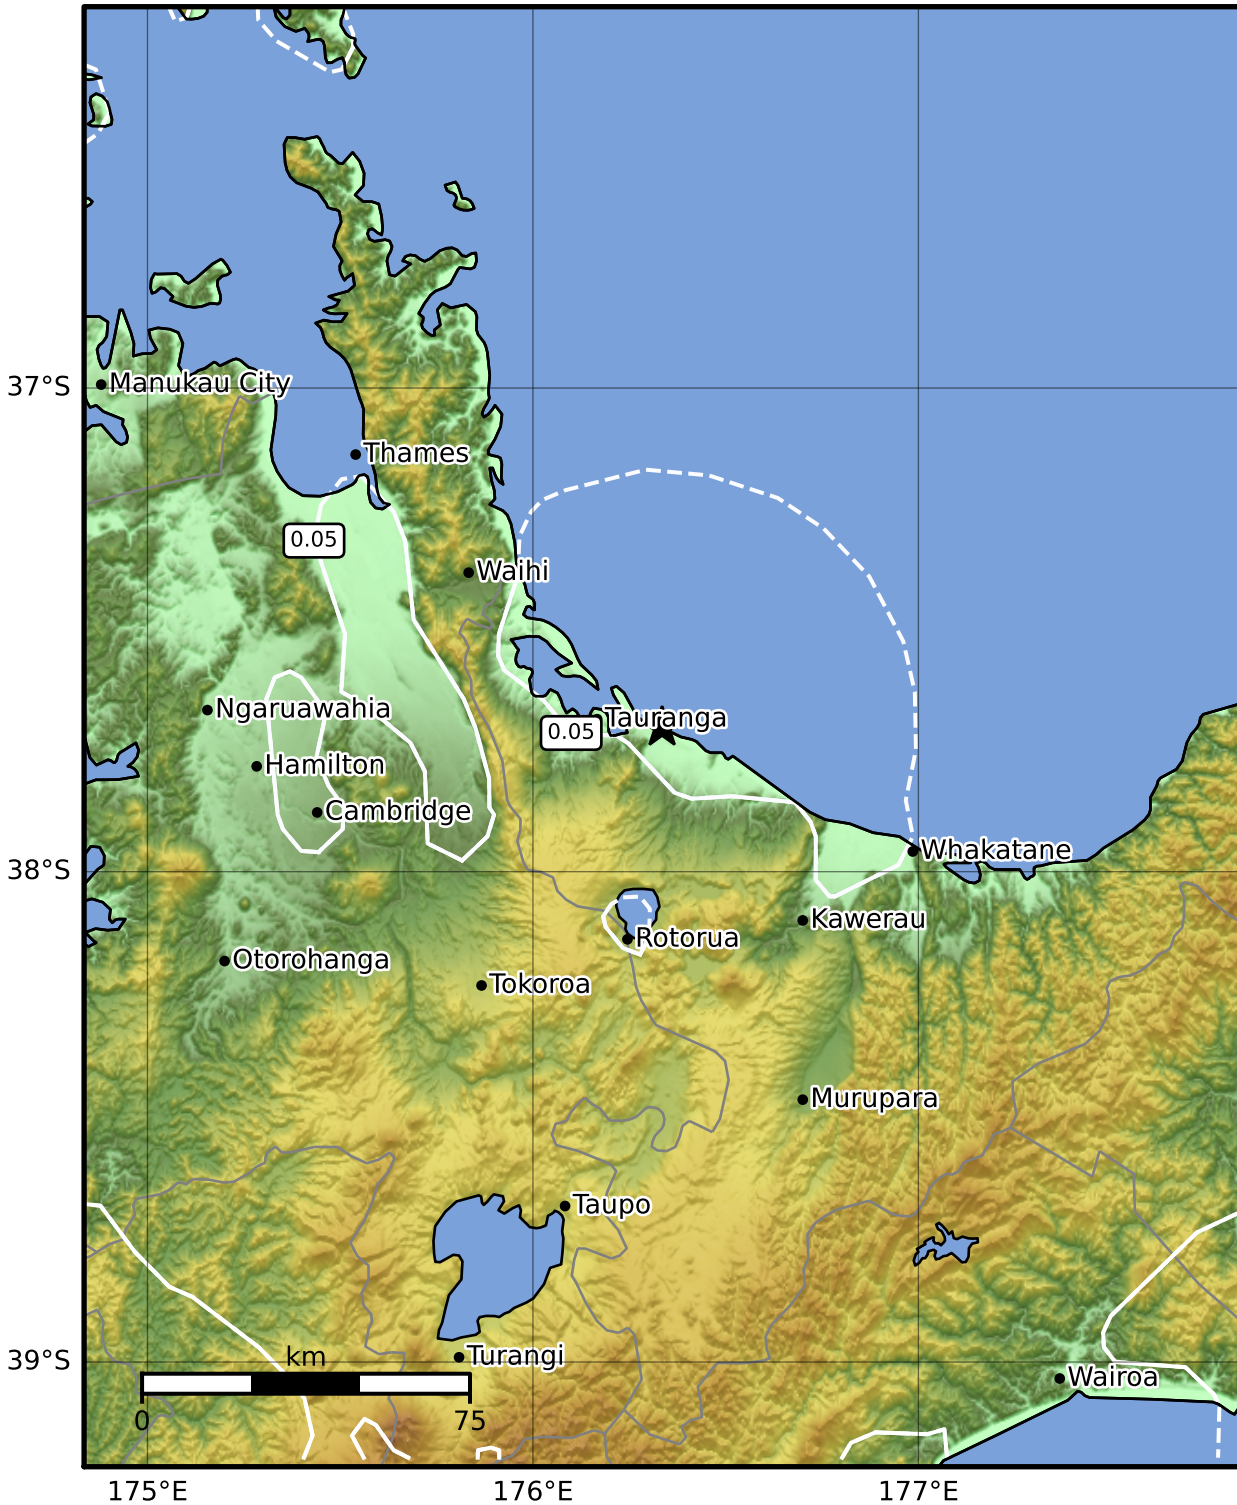 37°S
Manukau City
Thames
0.05
Waihi
Ngaruawahia
Tauranga
0.05
Hamilton
Cambridge
Whakatane
38°S
Kawerau
Rotorua
Otorohanga
Tokoroa
Murupara
Taupo
39°S
km
Turangi
Wairoa
0
75
175°E
176°E
177°E